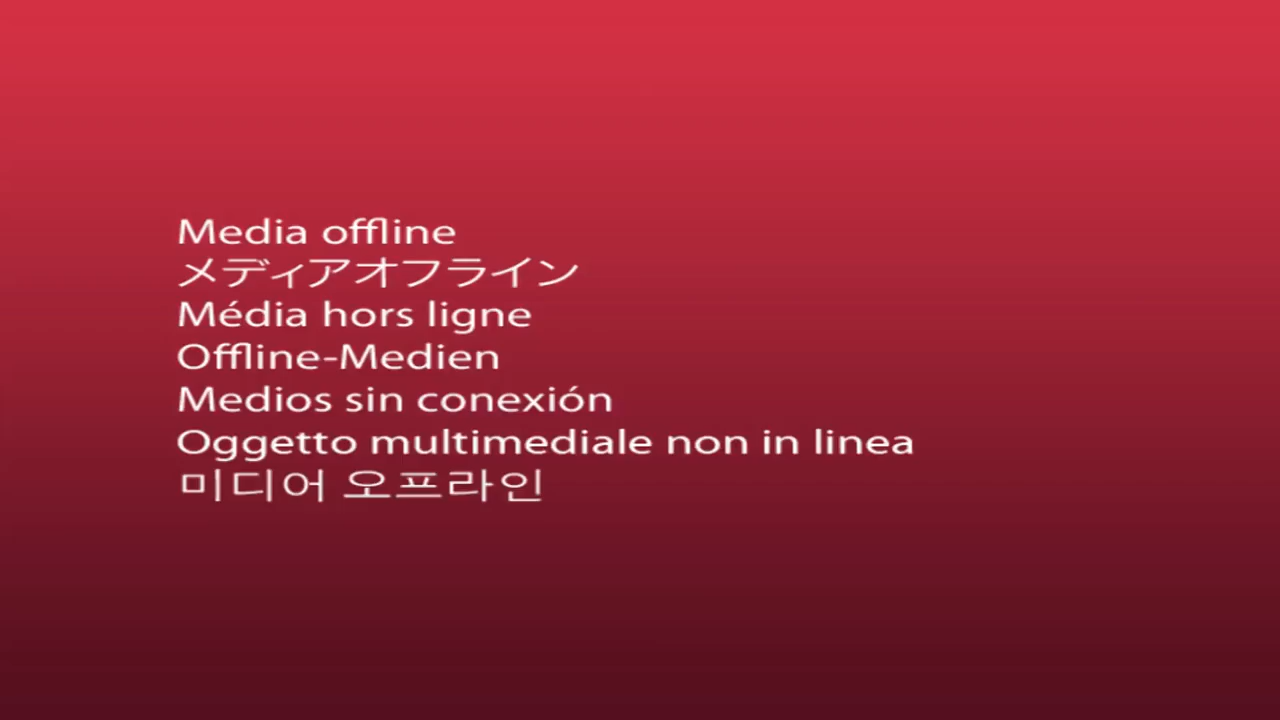 Media offline
メディアオフライン
Média hors ligne
Offline-Medien
Medios sin conexión
Oggetto multimediale non in linea
미디어 오프라인